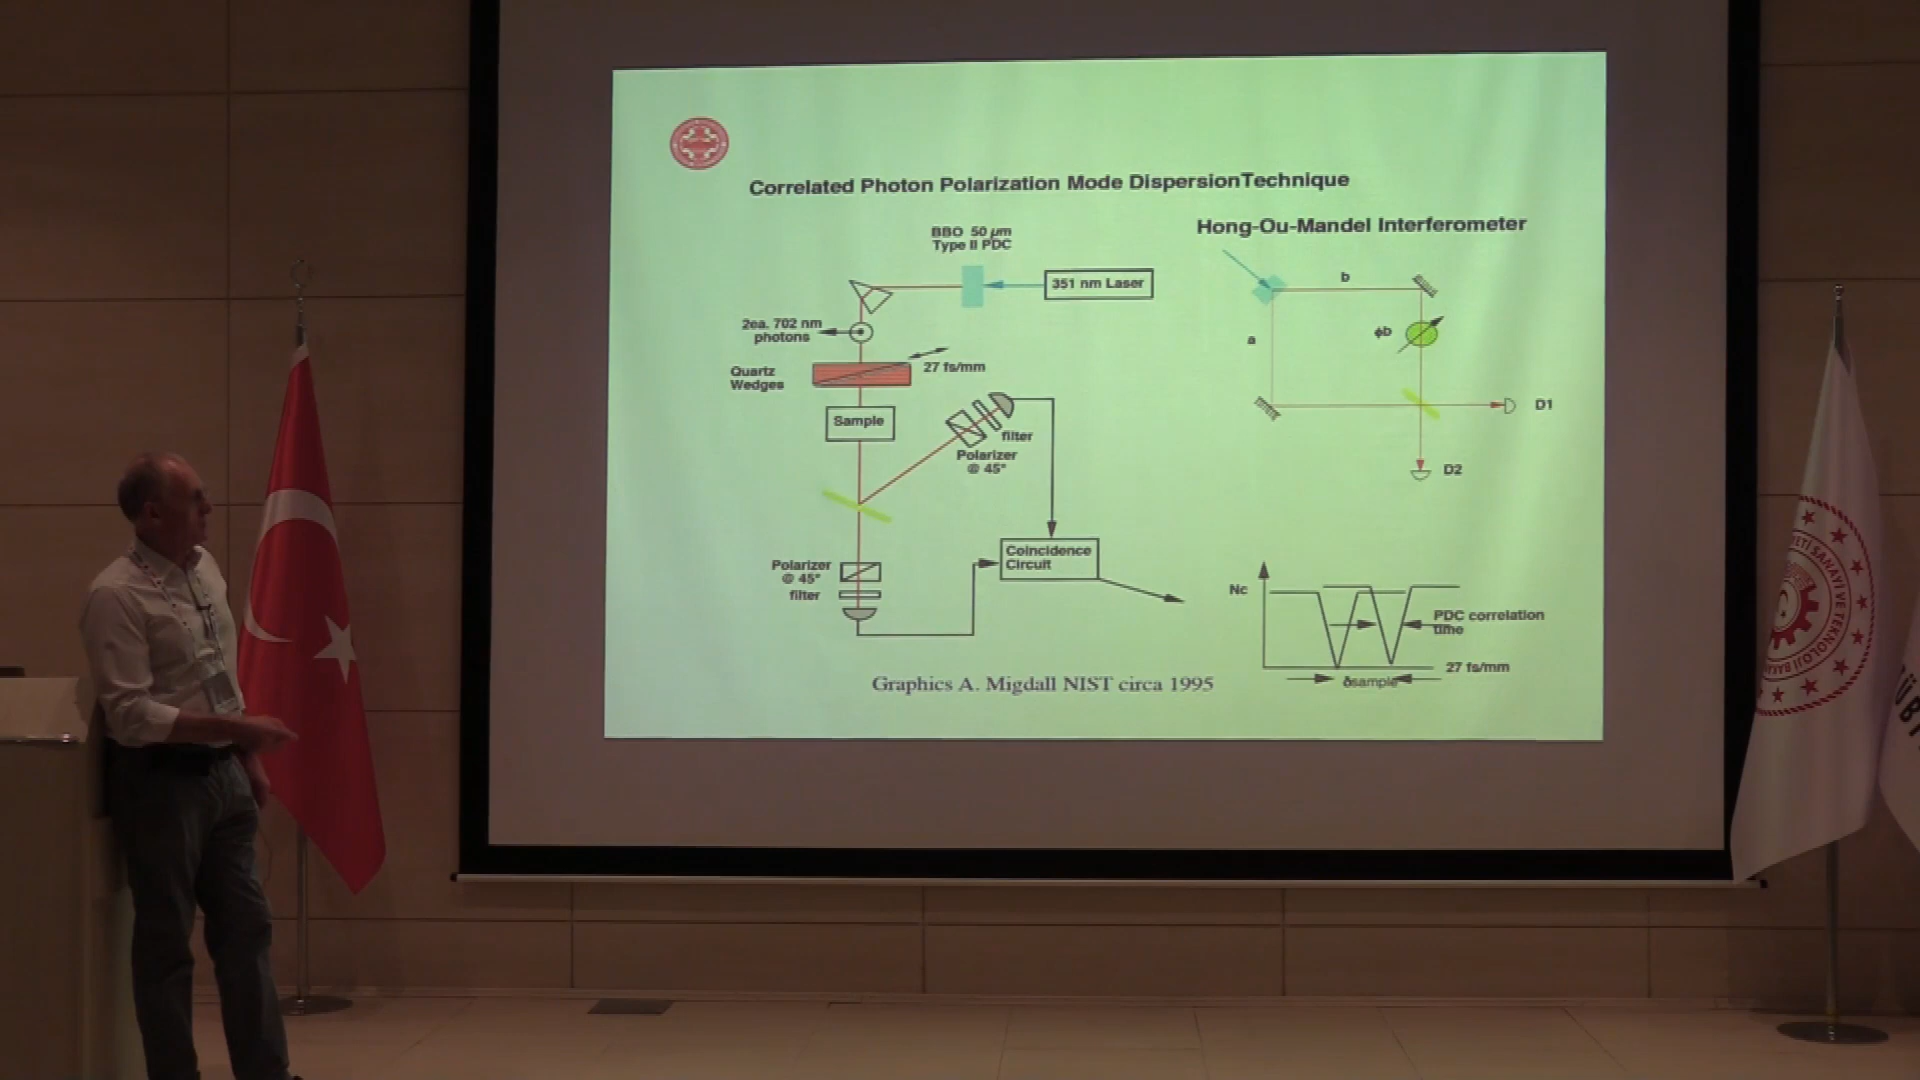 Correlated Photon Polarization Mode DispersionTechnique
Hong-Ou-Mandel Interferometer
BBO 50 µm
Type II PDC
351 nm Laser
2ea. 702 nm
photons
Quartz
Wedges
27 fs/mm
Sample
filter
Polarizer
@ 45°
Polarizer
@ 45°
filter
Coincidence
Circuit
b
a
ϕb
D1
D2
Nc
PDC correlation
time
27 fs/mm
δsample
Graphics A. Migdall NIST circa 1995